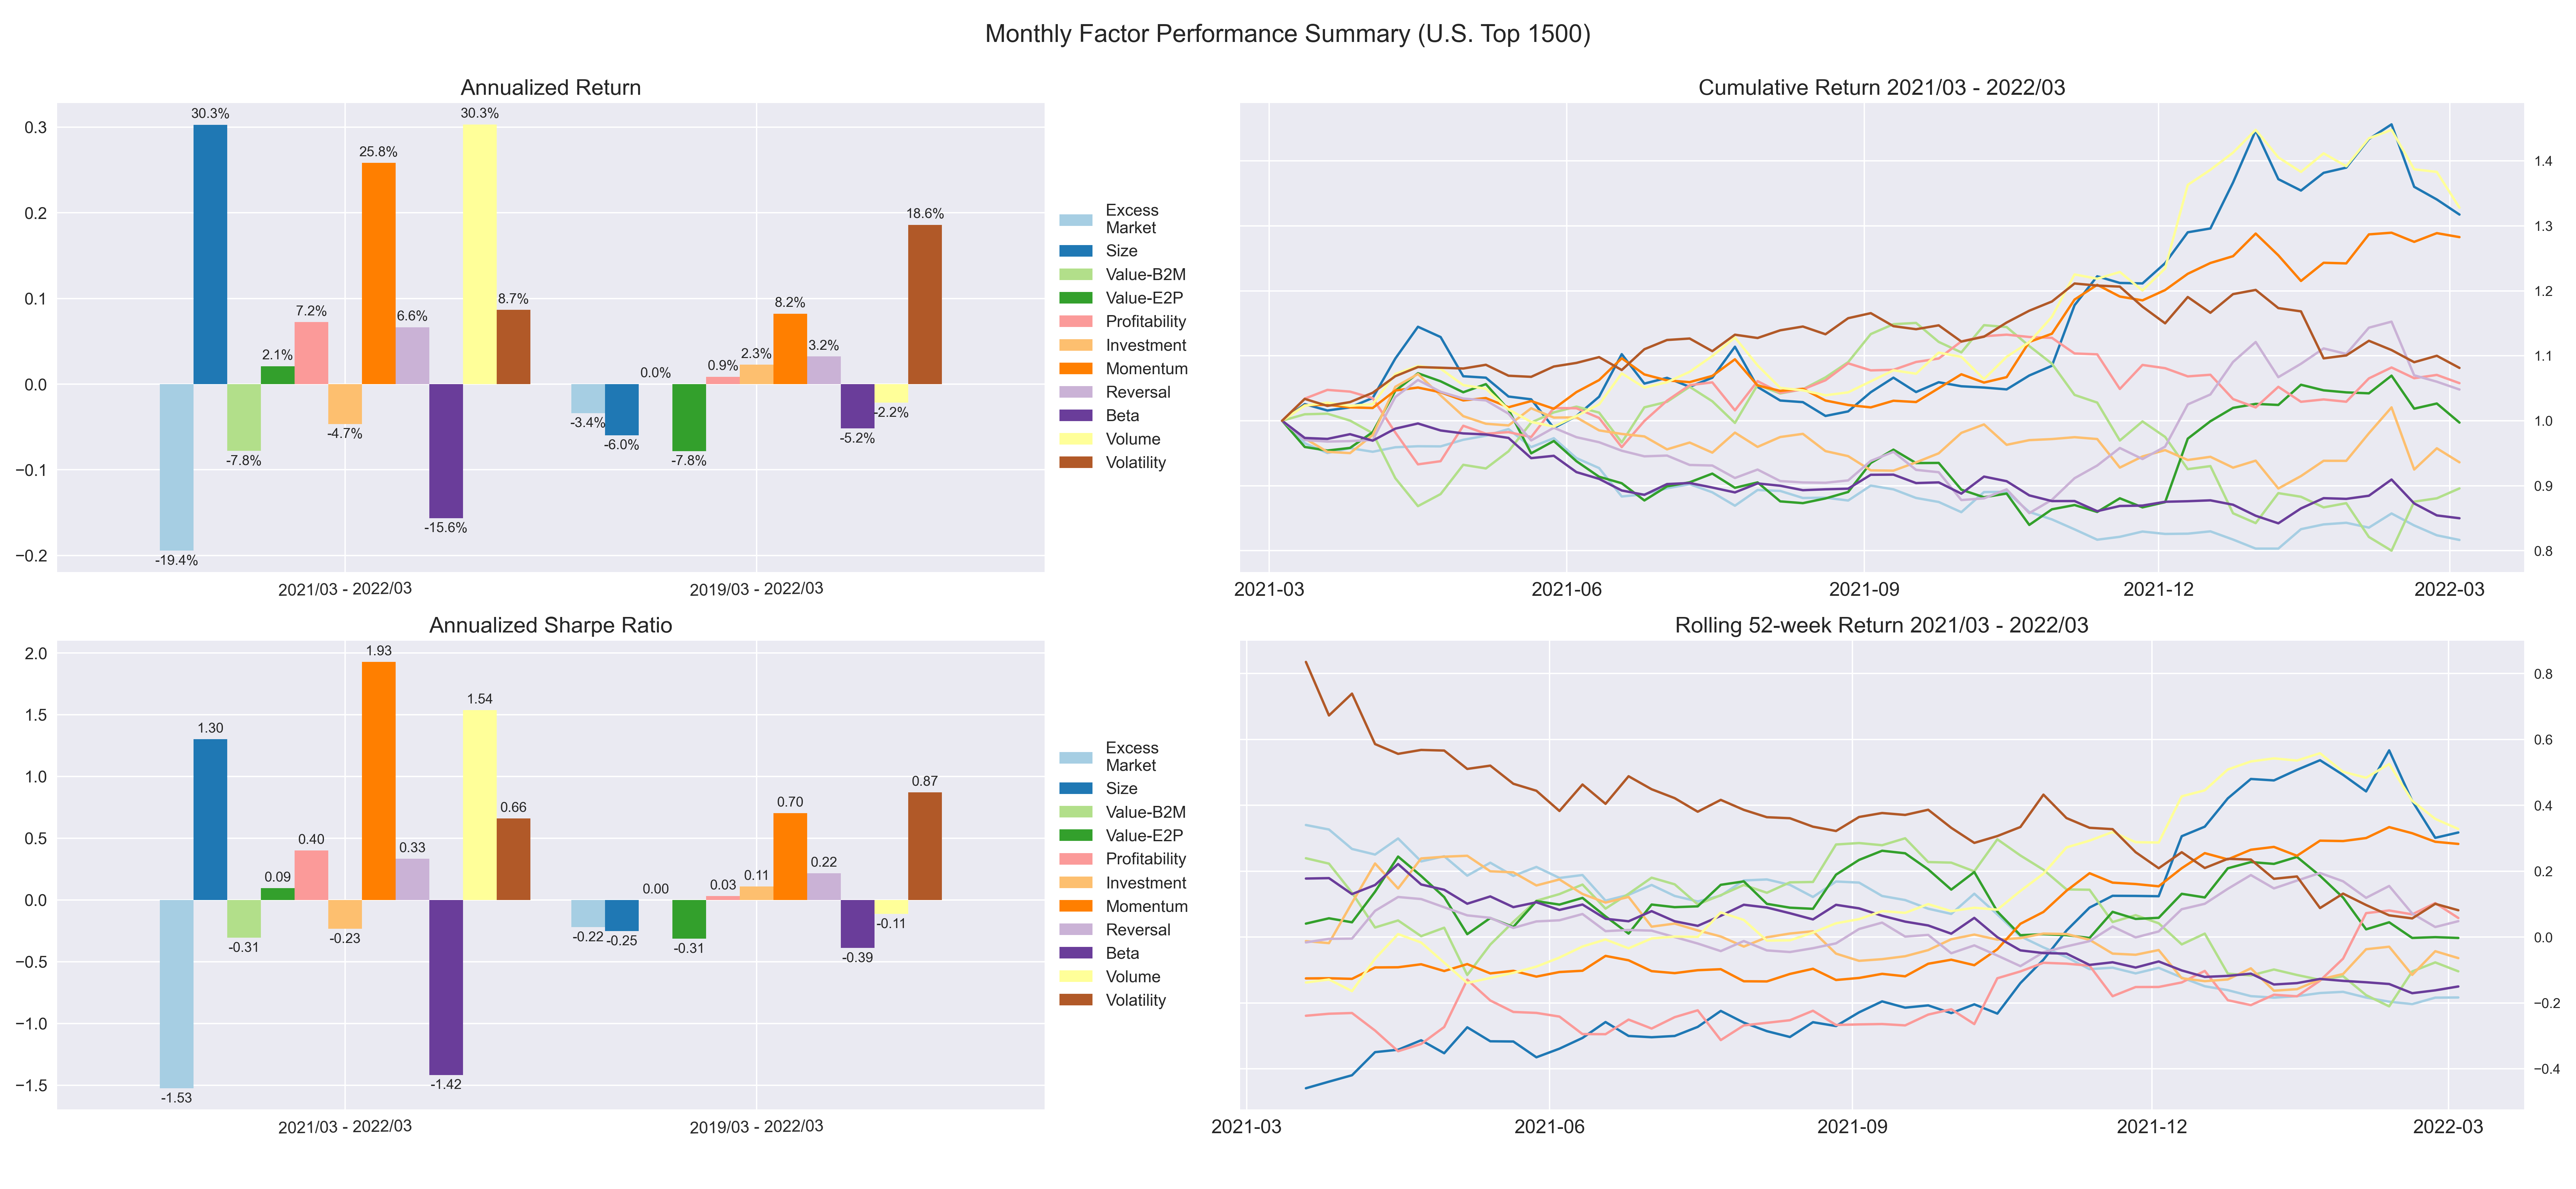 Monthly Factor Performance Summary (U.S. Top 1500)
Annualized Return
0.3
0.2
0.1
0.0
−0.1
−0.2
-19.4%
30.3%
-7.8%
2.1%
7.2%
-4.7%
25.8%
6.6%
-15.6%
30.3%
8.7%
-3.4%
-6.0%
0.0%
-7.8%
0.9%
2.3%
8.2%
3.2%
-5.2%
-2.2%
18.6%
2021/03 - 2022/03
2019/03 - 2022/03
Excess
Market
Size
Value-B2M
Value-E2P
Profitability
Investment
Momentum
Reversal
Beta
Volume
Volatility
Cumulative Return 2021/03 - 2022/03
1.4
1.3
1.2
1.1
1.0
0.9
0.8
2021-03
2021-06
2021-09
2021-12
2022-03
Annualized Sharpe Ratio
2.0
1.5
1.0
0.5
0.0
−0.5
−1.0
−1.5
-1.53
1.30
-0.31
0.09
0.40
-0.23
1.93
0.33
-1.42
1.54
0.66
-0.22
-0.25
0.00
-0.31
0.03
0.11
0.70
0.22
-0.39
-0.11
0.87
2021/03 - 2022/03
2019/03 - 2022/03
Excess
Market
Size
Value-B2M
Value-E2P
Profitability
Investment
Momentum
Reversal
Beta
Volume
Volatility
Rolling 52-week Return 2021/03 - 2022/03
0.8
0.6
0.4
0.2
0.0
−0.2
−0.4
2021-03
2021-06
2021-09
2021-12
2022-03